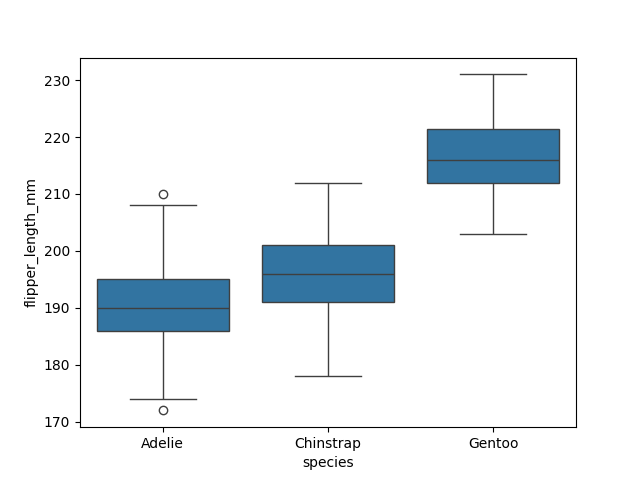 flipper_length_mm
230
220
210
200
190
180
170
Adelie Chinstrap Gentoo
species